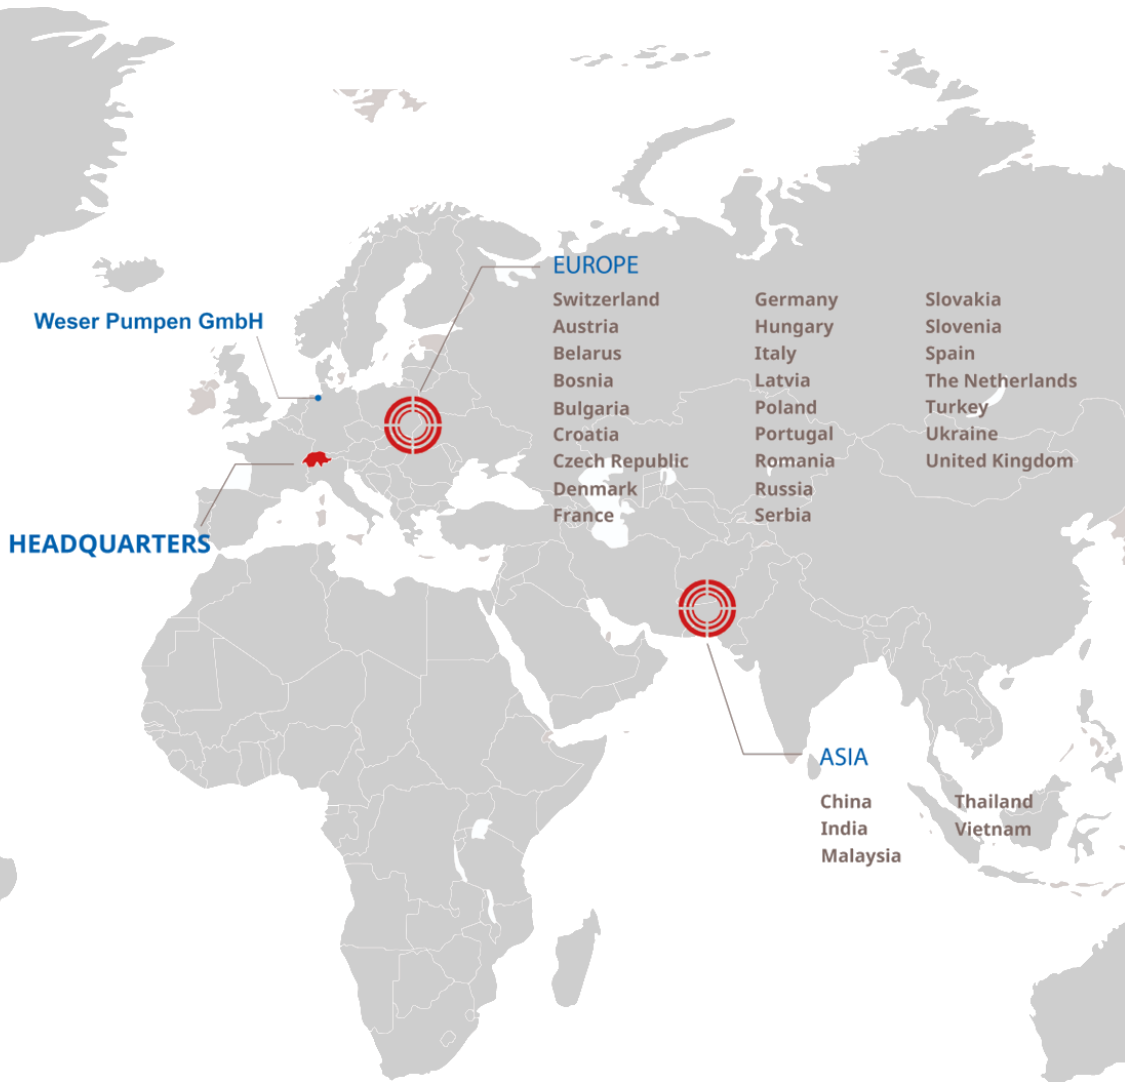 EUROPE
Switzerland
Austria
Belarus
Bosnia
Bulgaria
Croatia
Czech Republic
Denmark
France
Germany
Hungary
Italy
Latvia
Poland
Portugal
Romania
Russia
Serbia
Slovakia
Slovenia
Spain
The Netherlands
Turkey
Ukraine
United Kingdom
Weser Pumpen GmbH
HEADQUARTERS
ASIA
China
India
Malaysia
Thailand
Vietnam